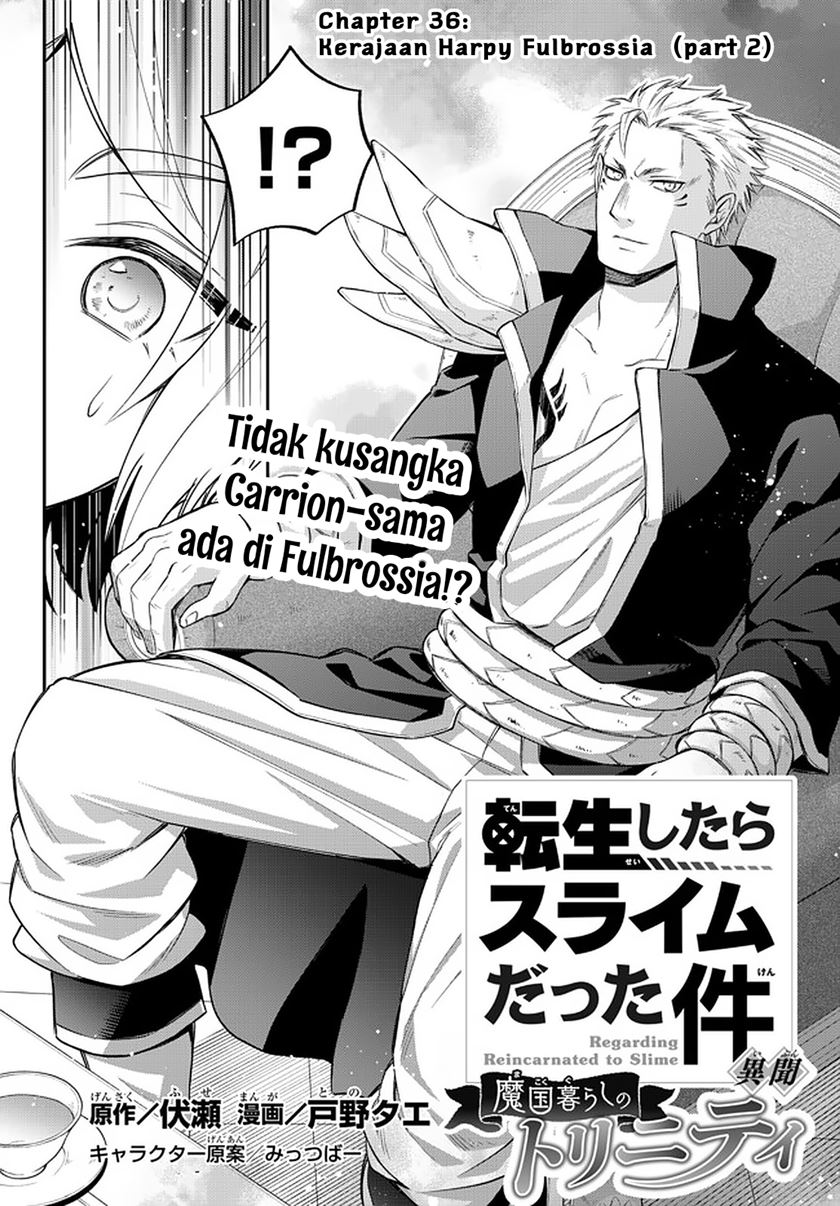 Chapter 36:
Kerajaan Harpy Fulbrossia (part 2)
!?
Tidak kusangka
Carrion-sama
ada di Fulbrossia!?
転生したら
スライム
だった件
Regarding
Reincarnated to Slime
異聞
魔国暮らしの
トリニティ
原作/伏瀬 漫画/戸野タエ
キャラクター原案 みっつばー